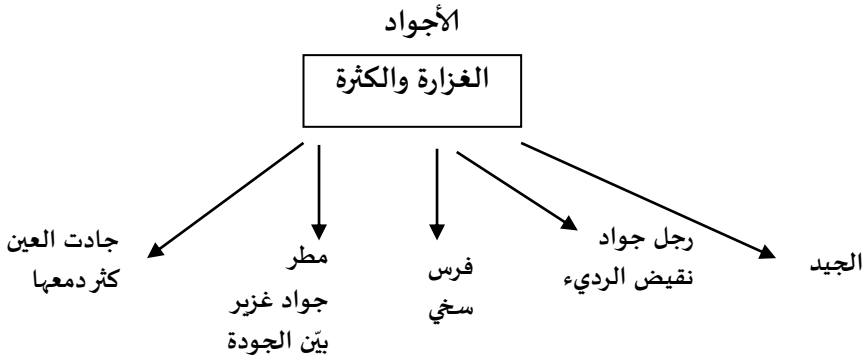 الأجواد
الغزارة والكثرة
الجيد
رجل جواد
نقيض الرديء
فرس
سخي
مطر
جواد غزير
بيّن الجودة
جادت العين
كثر دمعها